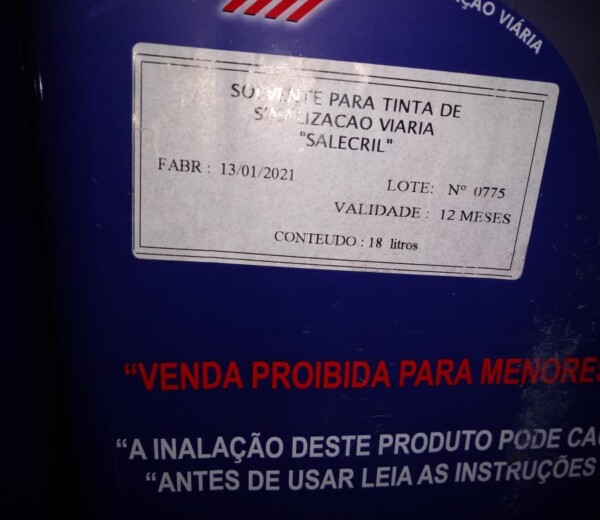 ÇÃO VIÁRIA
SOLVENTE PARA TINTA DE
SINALIZACAO VIARIA
"SALECRIL"
FABR : 13/01/2021
LOTE: Nº 0775
VALIDADE : 12 MESES
CONTEUDO : 18 litros
“VENDA PROIBIDA PARA MENORES
“A INALAÇÃO DESTE PRODUTO PODE CA
“ANTES DE USAR LEIA AS INSTRUÇÕES